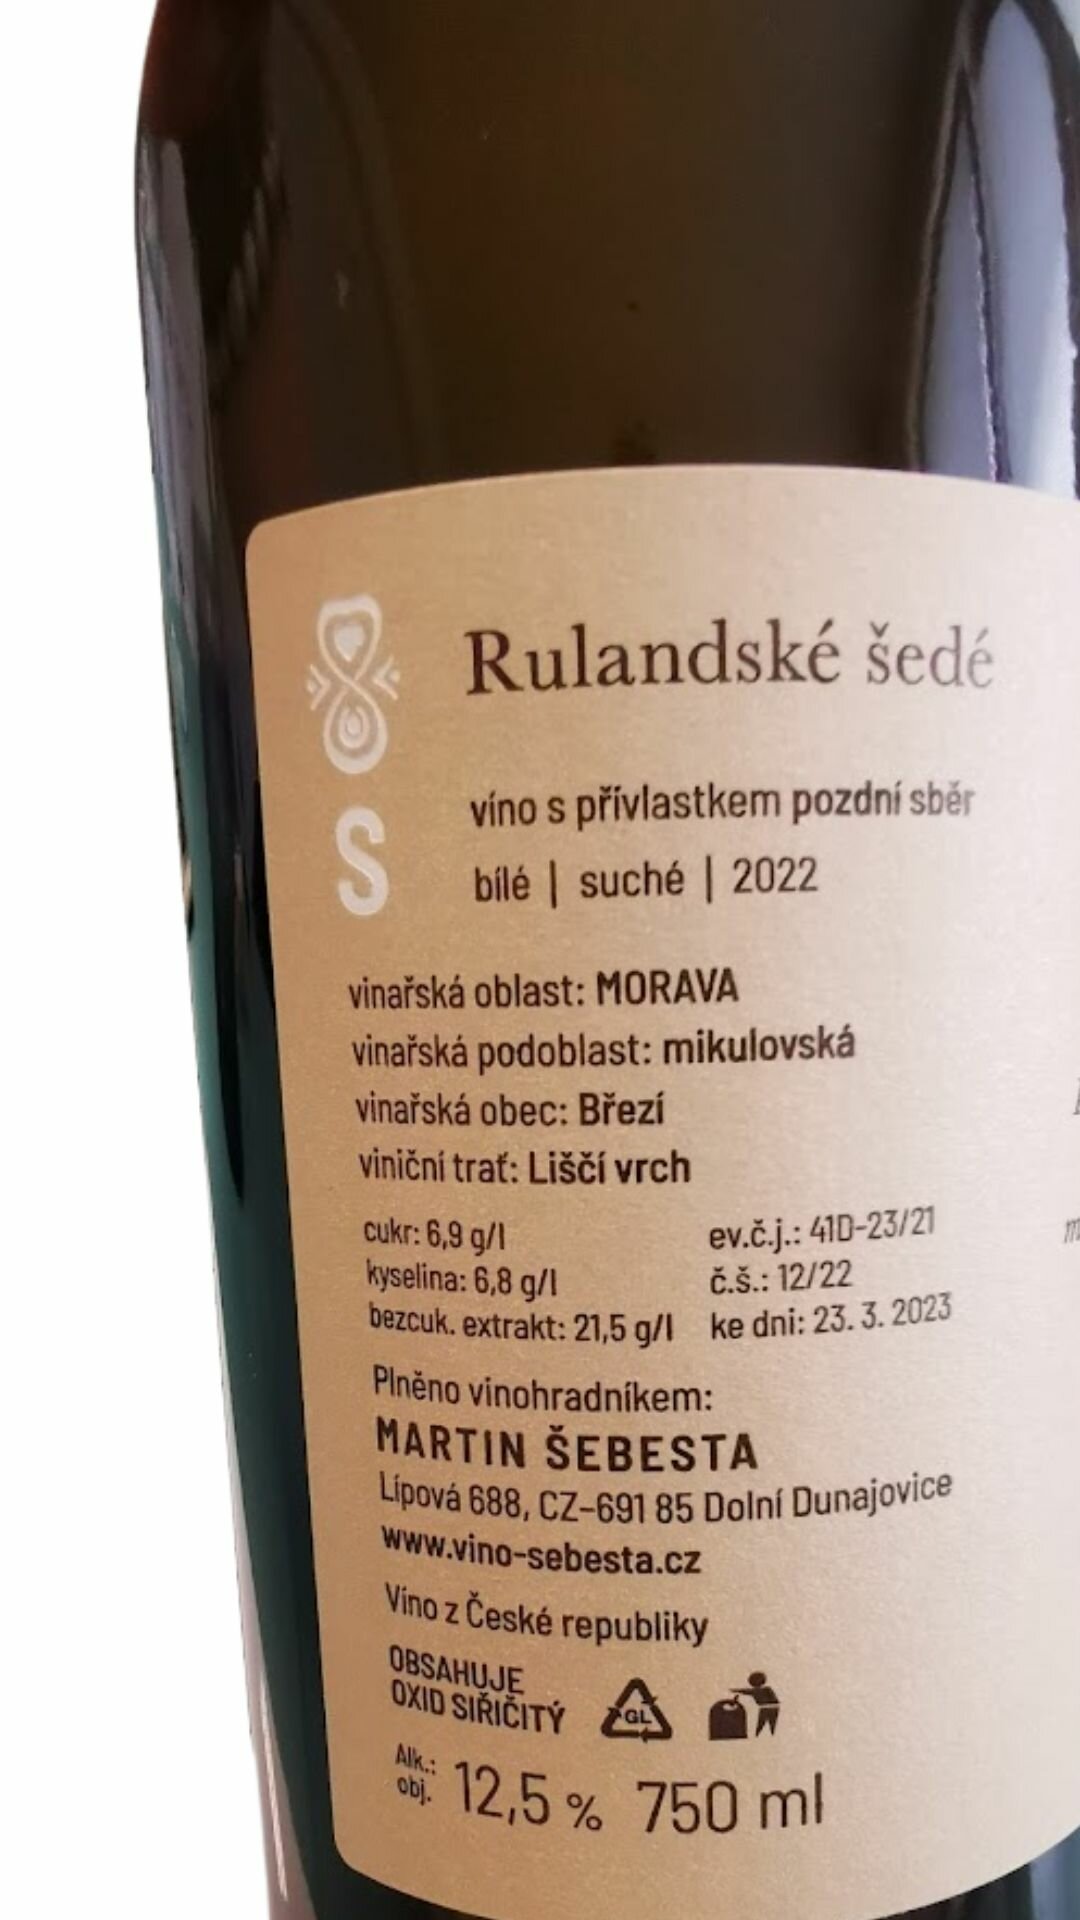 S
Rulandské šedé
víno s přívlastkem pozdní sběr
bílé | suché | 2022
vinařská oblast: MORAVA
vinařská podoblast: mikulovská
vinařská obec: Březí
viniční trať: Liščí vrch
cukr: 6,9 g/l ev.č.j.: 41D-23/21
kyselina: 6,8 g/l č.š.: 12/22
bezcuk. extrakt: 21,5 g/l ke dni: 23. 3. 2023
Plněno vinohradníkem:
MARTIN ŠEBESTA
Lípová 688, CZ-691 85 Dolní Dunajovice
www.vino-sebesta.cz
Víno z České republiky
OBSAHUJE
OXID SIŘIČITÝ
GL
Alk.:
obj. 12,5 % 750 ml